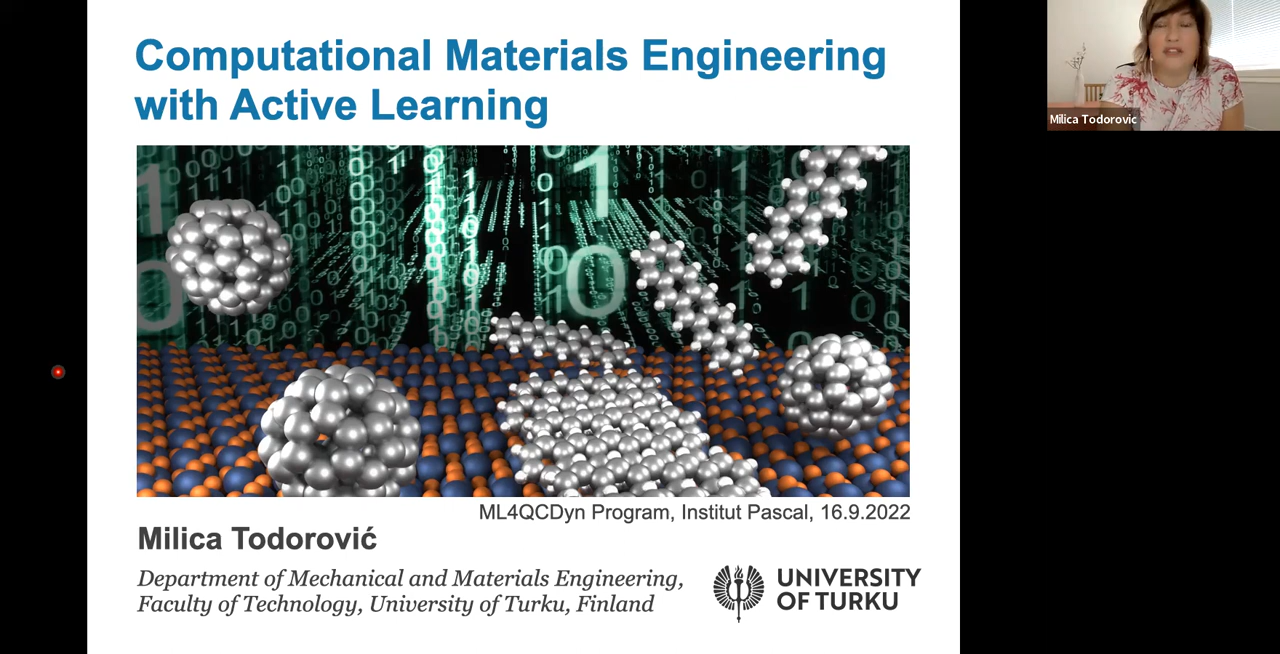 Computational Materials Engineering
with Active Learning
ML4QCDyn Program, Institut Pascal, 16.9.2022
Milica Todorović
Department of Mechanical and Materials Engineering,
Faculty of Technology, University of Turku, Finland
UNIVERSITY
OF TURKU
Milica Todorovic